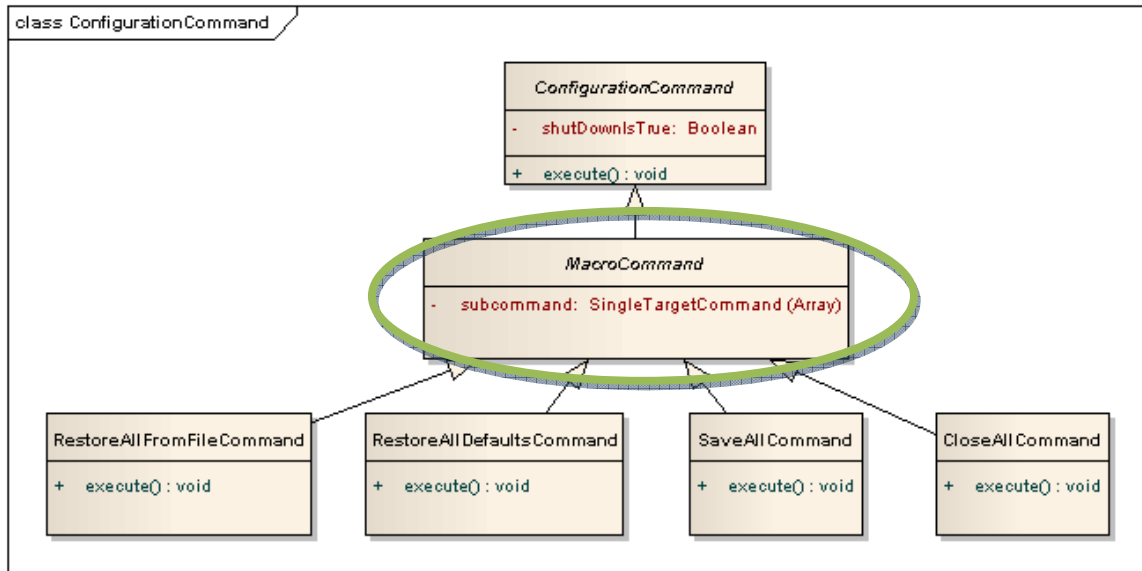 class ConfigurationCommand
ConfigurationCommand
- shutDownIsTrue: Boolean
+ execute() : void
MacroCommand
- subcommand: SingleTargetCommand (Array)
RestoreAllFromFileCommand
+ execute() : void
RestoreAllDefaultsCommand
+ execute() : void
SaveAllCommand
+ execute() : void
CloseAllCommand
+ execute() : void